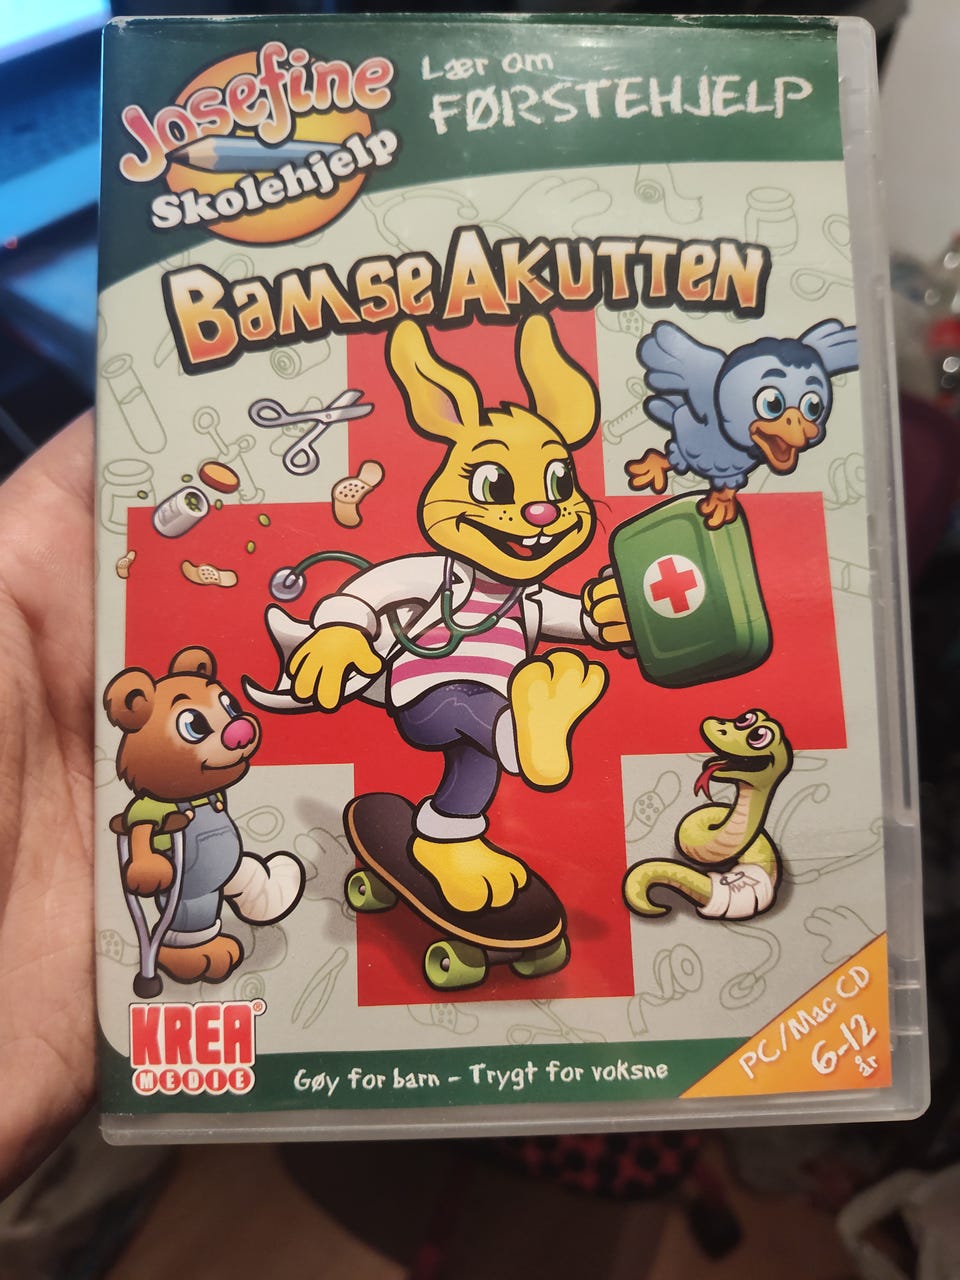 Josefine
Skolehjelp
Lær om
FØRSTEHJELP
BAMSEAKUTTEN
KREA®
MEDIE
Gøy for barn – Trygt for voksne
PC/Mac CD
6-12
år